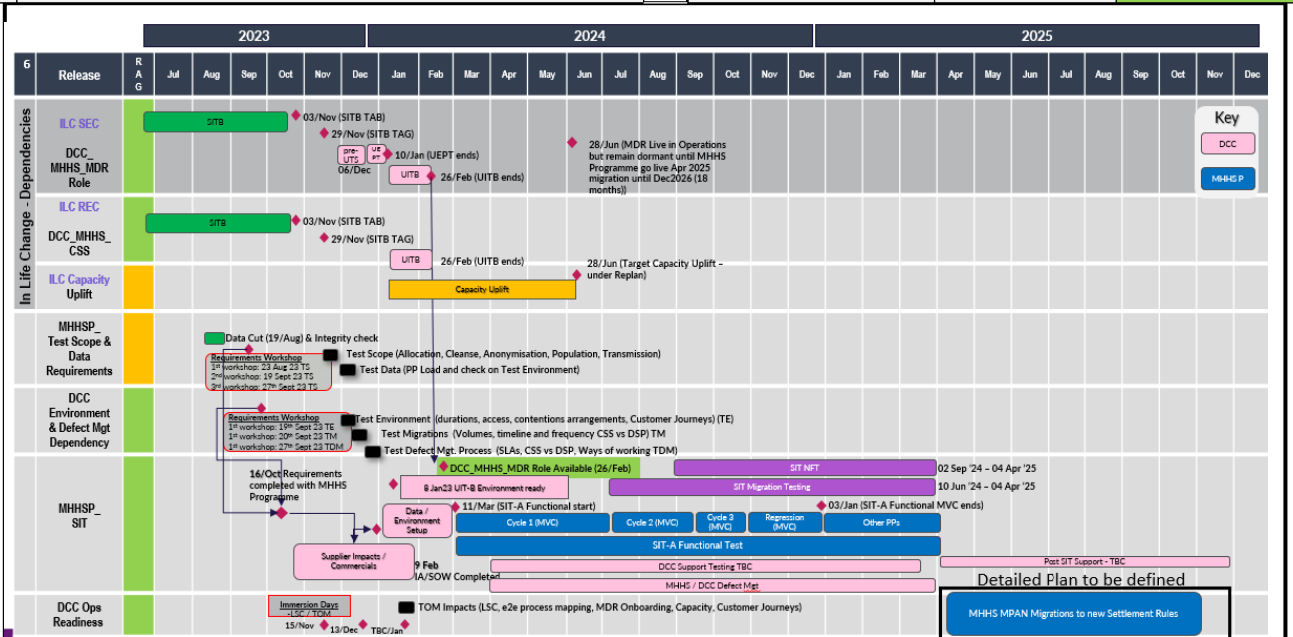 2023
2024
2025
6
Release
R
A
G
Jul
Aug
Sep
Oct
Nov
Dec
Jan
Feb
Mar
Apr
May
Jun
Jul
Aug
Sep
Oct
Nov
Dec
Jan
Feb
Mar
Apr
May
Jun
Jul
Aug
Sep
Oct
Nov
Dec
In Life Change - Dependencies
ILC SEC
DCC_
MHHS_MDR
Role
SITB
03/Nov (SITB TAB)
29/Nov (SITB TAG)
pre-
UTS
06/Dec
UE
PT
10/Jan (UEPT ends)
UITB
26/Feb (UITB ends)
28/Jun (MDR Live in Operations
but remain dormant until MHHS
Programme go live Apr 2025
migration until Dec2026 (18
months))
Key
DCC
MHHS P
ILC REC
DCC_MHHS_
CSS
SITB
03/Nov (SITB TAB)
29/Nov (SITB TAG)
UITB
26/Feb (UITB ends)
ILC Capacity
Uplift
Capacity Uplift
28/Jun (Target Capacity Uplift –
under Replan)
MHHSP_
Test Scope &
Data
Requirements
Data Cut (19/Aug) & Integrity check
Requirements Workshop
1st workshop: 23 Aug 23 TS
2nd workshop: 19 Sept 23 TS
3rd workshop: 27th Sept 23 TS
Test Scope (Allocation, Cleanse, Anonymisation, Population, Transmission)
Test Data (PP Load and check on Test Environment)
DCC
Environment
& Defect Mgt
Dependency
Requirements Workshop
1st workshop: 19th Sept 23 TE
1st workshop: 20th Sept 23 TM
1st workshop: 27th Sept 23 TDM
Test Environment (durations, access, contentions arrangements, Customer Journeys) (TE)
Test Migrations (Volumes, timeline and frequency CSS vs DSP) TM
Test Defect Mgt. Process (SLAs, CSS vs DSP, Ways of working TDM)
MHHSP_
SIT
16/Oct Requirements
completed with MHHS
Programme
DCC_MHHS_MDR Role Available (26/Feb)
8 Jan23 UIT-B Environment ready
SIT NFT
02 Sep '24 – 04 Apr '25
SIT Migration Testing
10 Jun '24 – 04 Apr '25
Data /
Environment
Setup
11/Mar (SIT-A Functional start)
03/Jan (SIT-A Functional MVC ends)
Cycle 1 (MVC)
Cycle 2 (MVC)
Cycle 3
(MVC)
Regression
(MVC)
Other PPs
SIT-A Functional Test
Supplier Impacts /
Commercials
9 Feb
IA/SOW Completed
DCC Support Testing TBC
Post SIT Support - TBC
MHHS / DCC Defect Mgt
Detailed Plan to be defined
MHHS MPAN Migrations to new Settlement Rules
DCC Ops
Readiness
Immersion Days
-LSC / TOM
15/Nov
13/Dec
TBC/Jan
TOM Impacts (LSC, e2e process mapping, MDR Onboarding, Capacity, Customer Journeys)